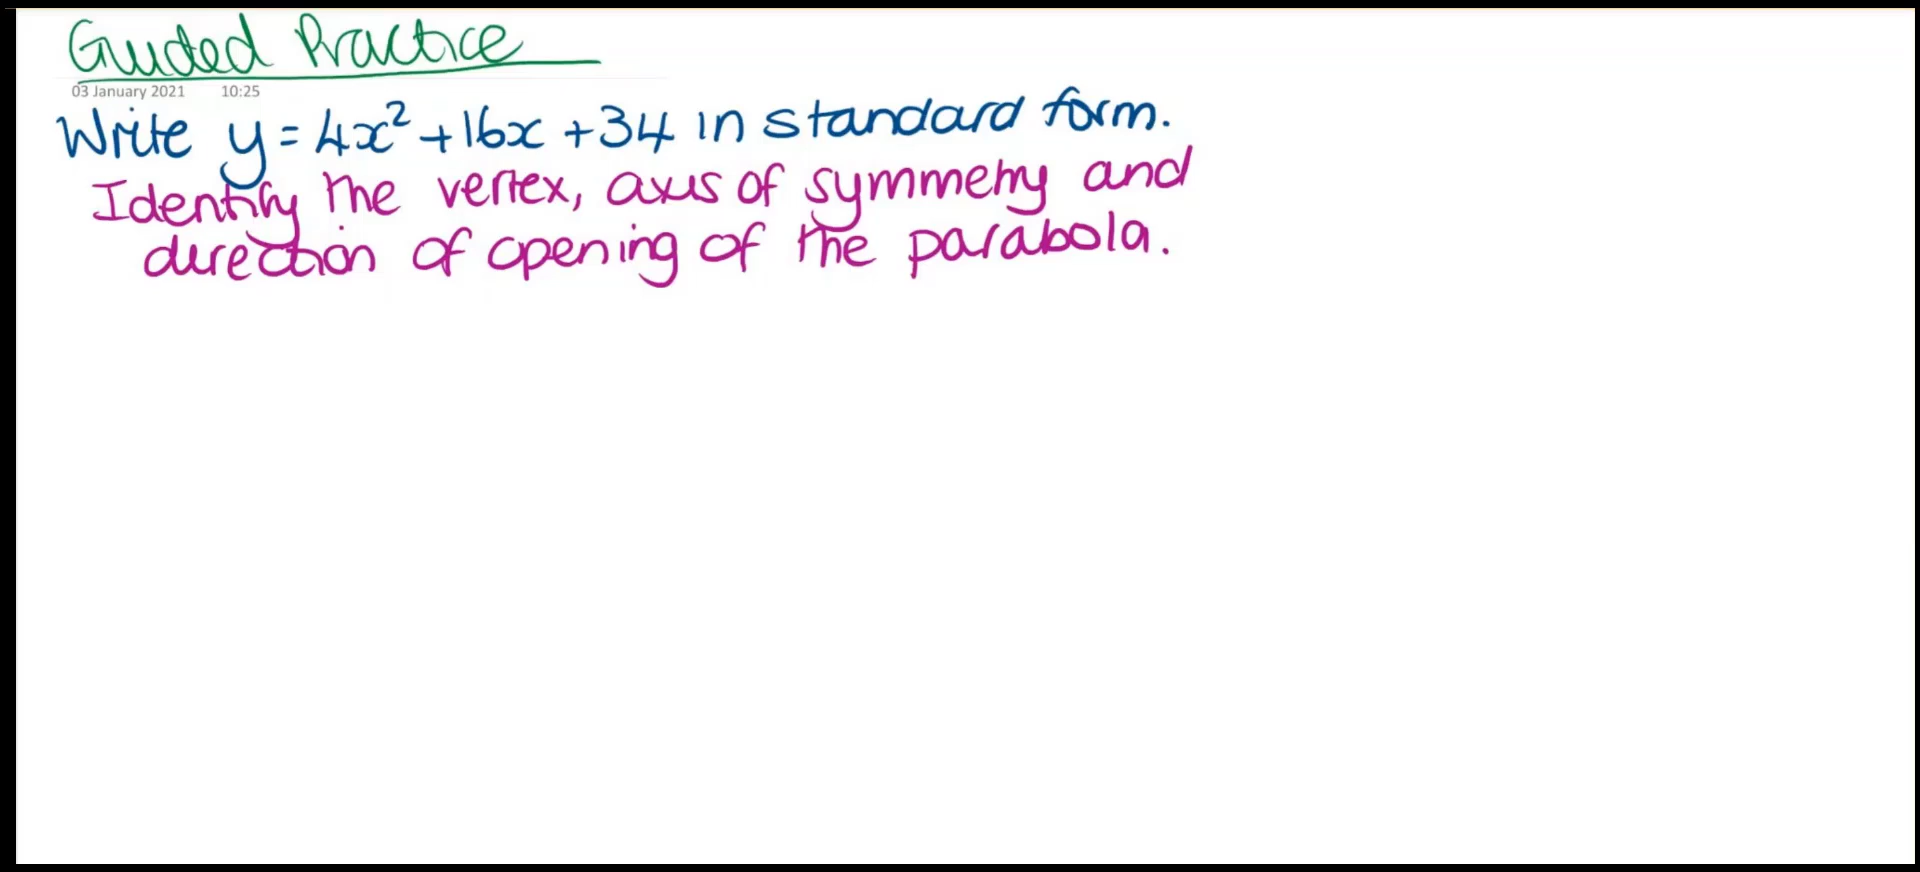 Guided Practice
03 January 2021 10:25
Write y = 4x² + 16x + 34 in standard form.
Identify the vertex, axis of symmetry and
direction of opening of the parabola.